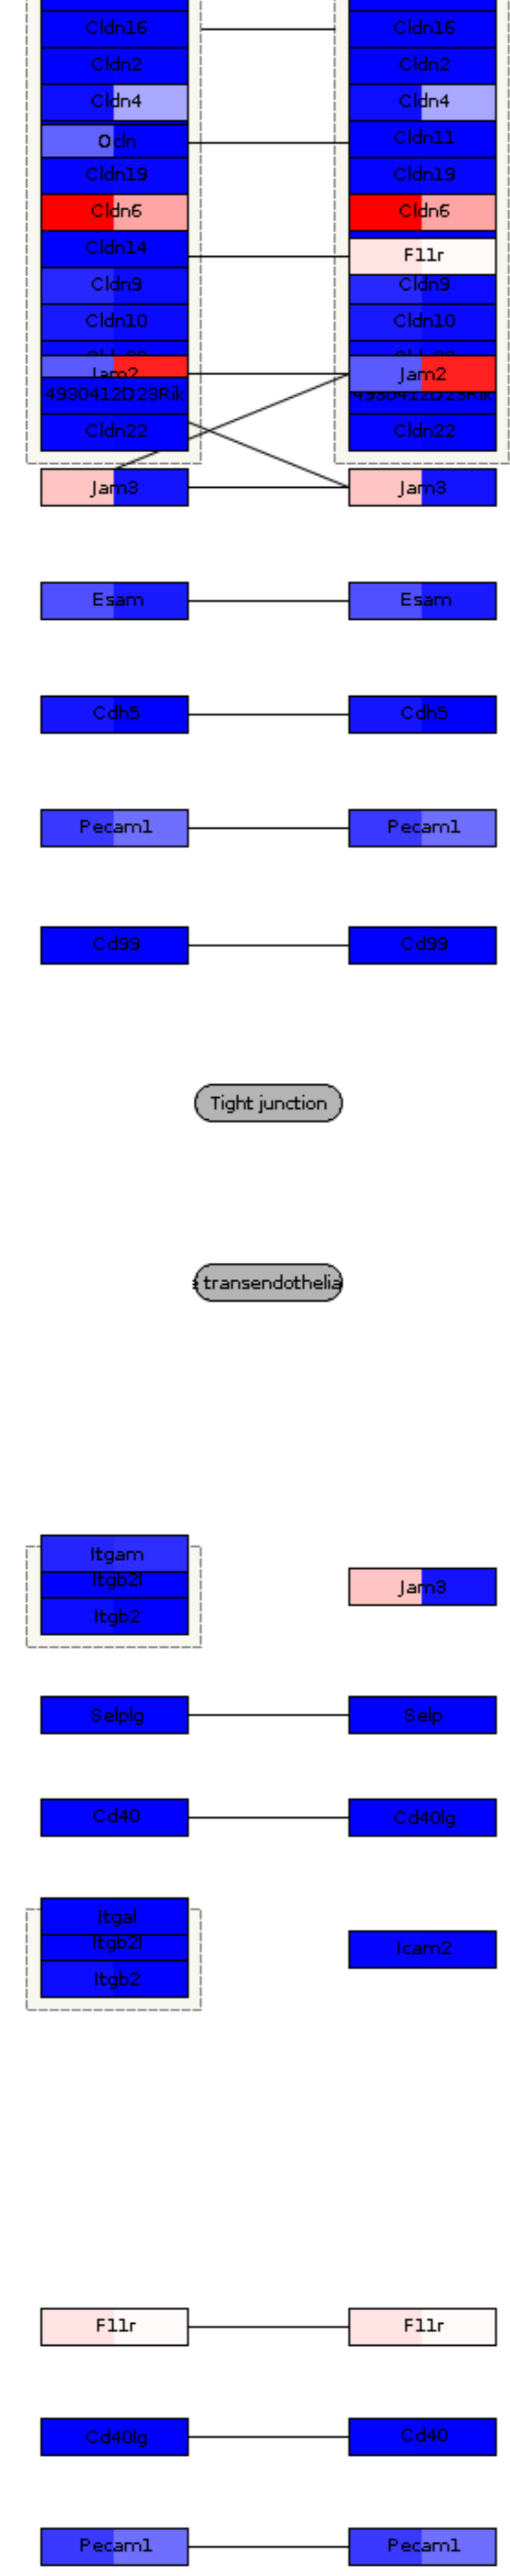 Cldn16 Cldn16
Cldn2 Cldn2
Cldn4 Cldn4
Ocln Cldn11
Cldn19 Cldn19
Cldn6 Cldn6
Cldn14 F11r
Cldn9 Cldn9
Cldn10 Cldn10
Jam2 Jam2
4930412D23Rik 4930412D23Rik
Cldn22 Cldn22
Jam3 Jam3
Esam Esam
Cdh5 Cdh5
Pecam1 Pecam1
Cd99 Cd99
Tight junction
transendothelia
Itgam
Itgb2l Jam3
Itgb2
Selplg Selp
Cd40 Cd40lg
Itgal
Itgb2l Icam2
Itgb2
F11r F11r
Cd40lg Cd40
Pecam1 Pecam1